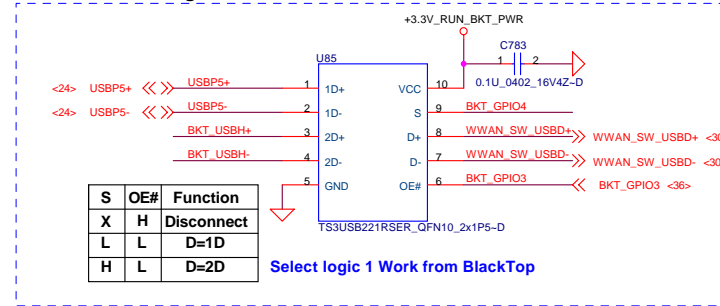 +3.3V_RUN_BKT_PWR
C783
1 2
0.1U_0402_16V4Z~D
U85
<24> USBP5+ USBP5+ 1 1D+ VCC 10
<24> USBP5- USBP5- 2 1D- S 9 BKT_GPIO4
BKT_USBH+ 3 2D+ D+ 8 WWAN_SW_USBD+ WWAN_SW_USBD+ <30
BKT_USBH- 4 2D- D- 7 WWAN_SW_USBD- WWAN_SW_USBD- <30
5 GND OE# 6 BKT_GPIO3 BKT_GPIO3 <36>
TS3USB221RSER_QFN10_2x1P5~D
S OE# Function
X H Disconnect
L L D=1D
H L D=2D
Select logic 1 Work from BlackTop